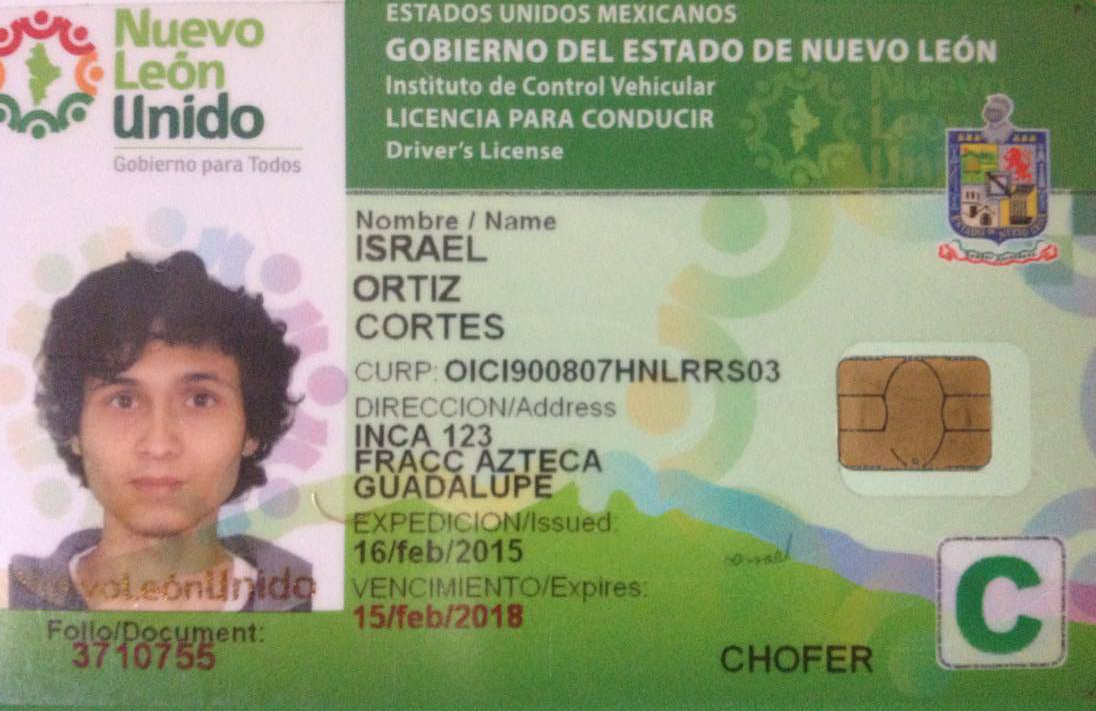 Nuevo
León
Unido
Gobierno para Todos
ESTADOS UNIDOS MEXICANOS
GOBIERNO DEL ESTADO DE NUEVO LEÓN
Instituto de Control Vehicular
LICENCIA PARA CONDUCIR
Driver's License
Nombre / Name
ISRAEL
ORTIZ
CORTES
CURP: OICI900807HNLRRS03
DIRECCION/Address
INCA 123
FRACC AZTECA
GUADALUPE
EXPEDICION/Issued:
16/feb/2015
VENCIMIENTO/Expires:
15/feb/2018
NuevoLeónUnido
Folio/Document:
3710755
CHOFER
C